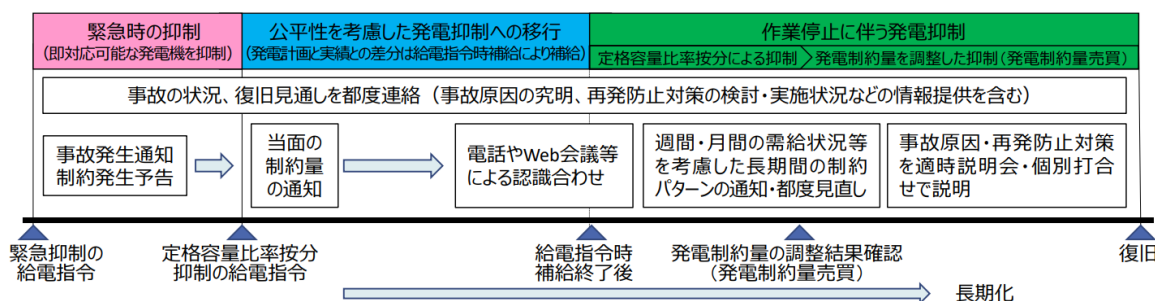 緊急時の抑制
(即対応可能な発電機を抑制)
公平性を考慮した発電抑制への移行
(発電計画と実績との差分は給電指令時補給により補給)
作業停止に伴う発電抑制
定格容量比率按分による抑制
発電制約量を調整した抑制(発電制約量売買)
事故の状況、復旧見通しを都度連絡(事故原因の究明、再発防止対策の検討・実施状況などの情報提供を含む)
事故発生通知
制約発生予告
当面の
制約量
の通知
電話やWeb会議等
による認識合わせ
週間・月間の需給状況等
を考慮した長期間の制約
パターンの通知・都度見直し
事故原因・再発防止対策
を適時説明会・個別打合
せで説明
緊急抑制の
給電指令
定格容量比率按分
抑制の給電指令
給電指令時
補給終了後
発電制約量の調整結果確認
(発電制約量売買)
復旧
長期化